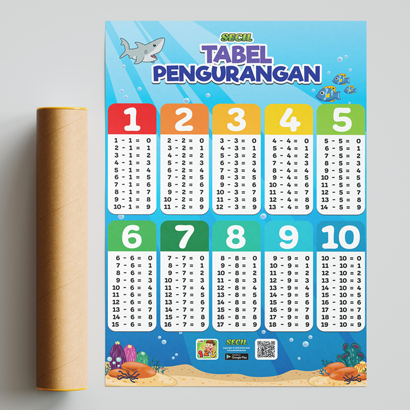 SECIL
TABEL
PENGURANGAN
1
1 - 1 = 0
2 - 1 = 1
3 - 1 = 2
4 - 1 = 3
5 - 1 = 4
6 - 1 = 5
7 - 1 = 6
8 - 1 = 7
9 - 1 = 8
10 - 1 = 9
2
2 - 2 = 0
3 - 2 = 1
4 - 2 = 2
5 - 2 = 3
6 - 2 = 4
7 - 2 = 5
8 - 2 = 6
9 - 2 = 7
10 - 2 = 8
11 - 2 = 9
3
3 - 3 = 0
4 - 3 = 1
5 - 3 = 2
6 - 3 = 3
7 - 3 = 4
8 - 3 = 5
9 - 3 = 6
10 - 3 = 7
11 - 3 = 8
12 - 3 = 9
4
4 - 4 = 0
5 - 4 = 1
6 - 4 = 2
7 - 4 = 3
8 - 4 = 4
9 - 4 = 5
10 - 4 = 6
11 - 4 = 7
12 - 4 = 8
13 - 4 = 9
5
5 - 5 = 0
6 - 5 = 1
7 - 5 = 2
8 - 5 = 3
9 - 5 = 4
10 - 5 = 5
11 - 5 = 6
12 - 5 = 7
13 - 5 = 8
14 - 5 = 9
6
6 - 6 = 0
7 - 6 = 1
8 - 6 = 2
9 - 6 = 3
10 - 6 = 4
11 - 6 = 5
12 - 6 = 6
13 - 6 = 7
14 - 6 = 8
15 - 6 = 9
7
7 - 7 = 0
8 - 7 = 1
9 - 7 = 2
10 - 7 = 3
11 - 7 = 4
12 - 7 = 5
13 - 7 = 6
14 - 7 = 7
15 - 7 = 8
16 - 7 = 9
8
8 - 8 = 0
9 - 8 = 1
10 - 8 = 2
11 - 8 = 3
12 - 8 = 4
13 - 8 = 5
14 - 8 = 6
15 - 8 = 7
16 - 8 = 8
17 - 8 = 9
9
9 - 9 = 0
10 - 9 = 1
11 - 9 = 2
12 - 9 = 3
13 - 9 = 4
14 - 9 = 5
15 - 9 = 6
16 - 9 = 7
17 - 9 = 8
18 - 9 = 9
10
10 - 10 = 0
11 - 10 = 1
12 - 10 = 2
13 - 10 = 3
14 - 10 = 4
15 - 10 = 5
16 - 10 = 6
17 - 10 = 7
18 - 10 = 8
19 - 10 = 9
SECIL
Google Play